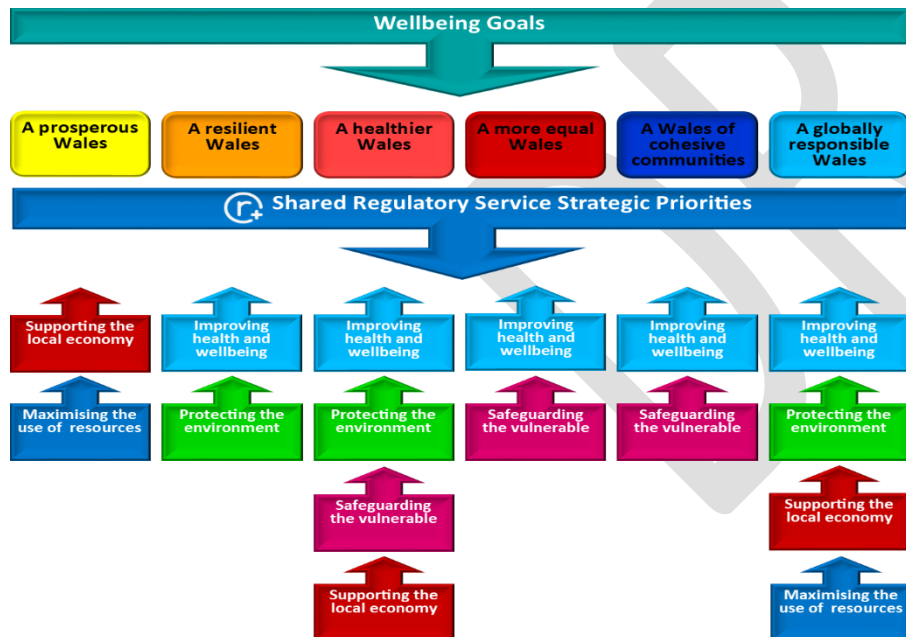 Wellbeing Goals
A prosperous
Wales
A resilient
Wales
A healthier
Wales
A more equal
Wales
A Wales of
cohesive
communities
A globally
responsible
Wales
r+ Shared Regulatory Service Strategic Priorities
Supporting the
local economy
Improving
health and
wellbeing
Improving
health and
wellbeing
Improving
health and
wellbeing
Improving
health and
wellbeing
Improving
health and
wellbeing
Maximising the
use of resources
Protecting the
environment
Protecting the
environment
Safeguarding
the vulnerable
Safeguarding
the vulnerable
Protecting the
environment
Safeguarding
the vulnerable
Supporting the
local economy
Supporting the
local economy
Maximising the
use of resources